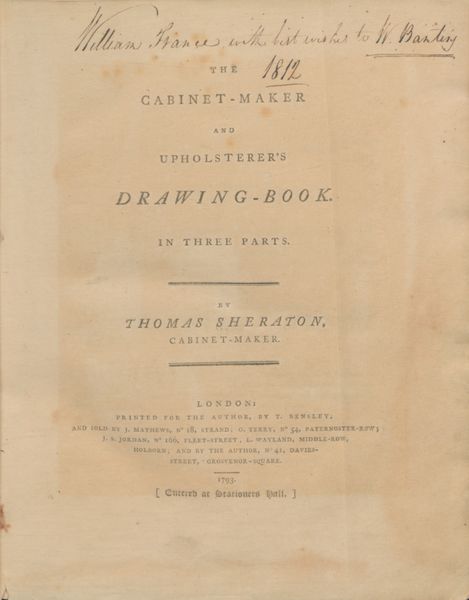 William France with best wishes to W. Banting
1812
THE
CABINET-MAKER
AND
UPHOLSTERER'S
DRAWING-BOOK.
IN THREE PARTS.
BY
THOMAS SHERATON,
CABINET-MAKER.
LONDON:
PRINTED FOR THE AUTHOR, BY T. BENSLEY;
AND SOLD BY J. MATHEWS, Nº 18, STRAND; G. TERRY, Nº 54, PATERNOSTER-ROW;
J. S. JORDAN, Nº 166, FLEET-STREET; L. WAYLAND, MIDDLE-ROW,
HOLBORN; AND BY THE AUTHOR, Nº 41, DAVIES-
STREET, GROSVENOR-SQUARE.
1793.
[ Entered at Stationers Hall. ]